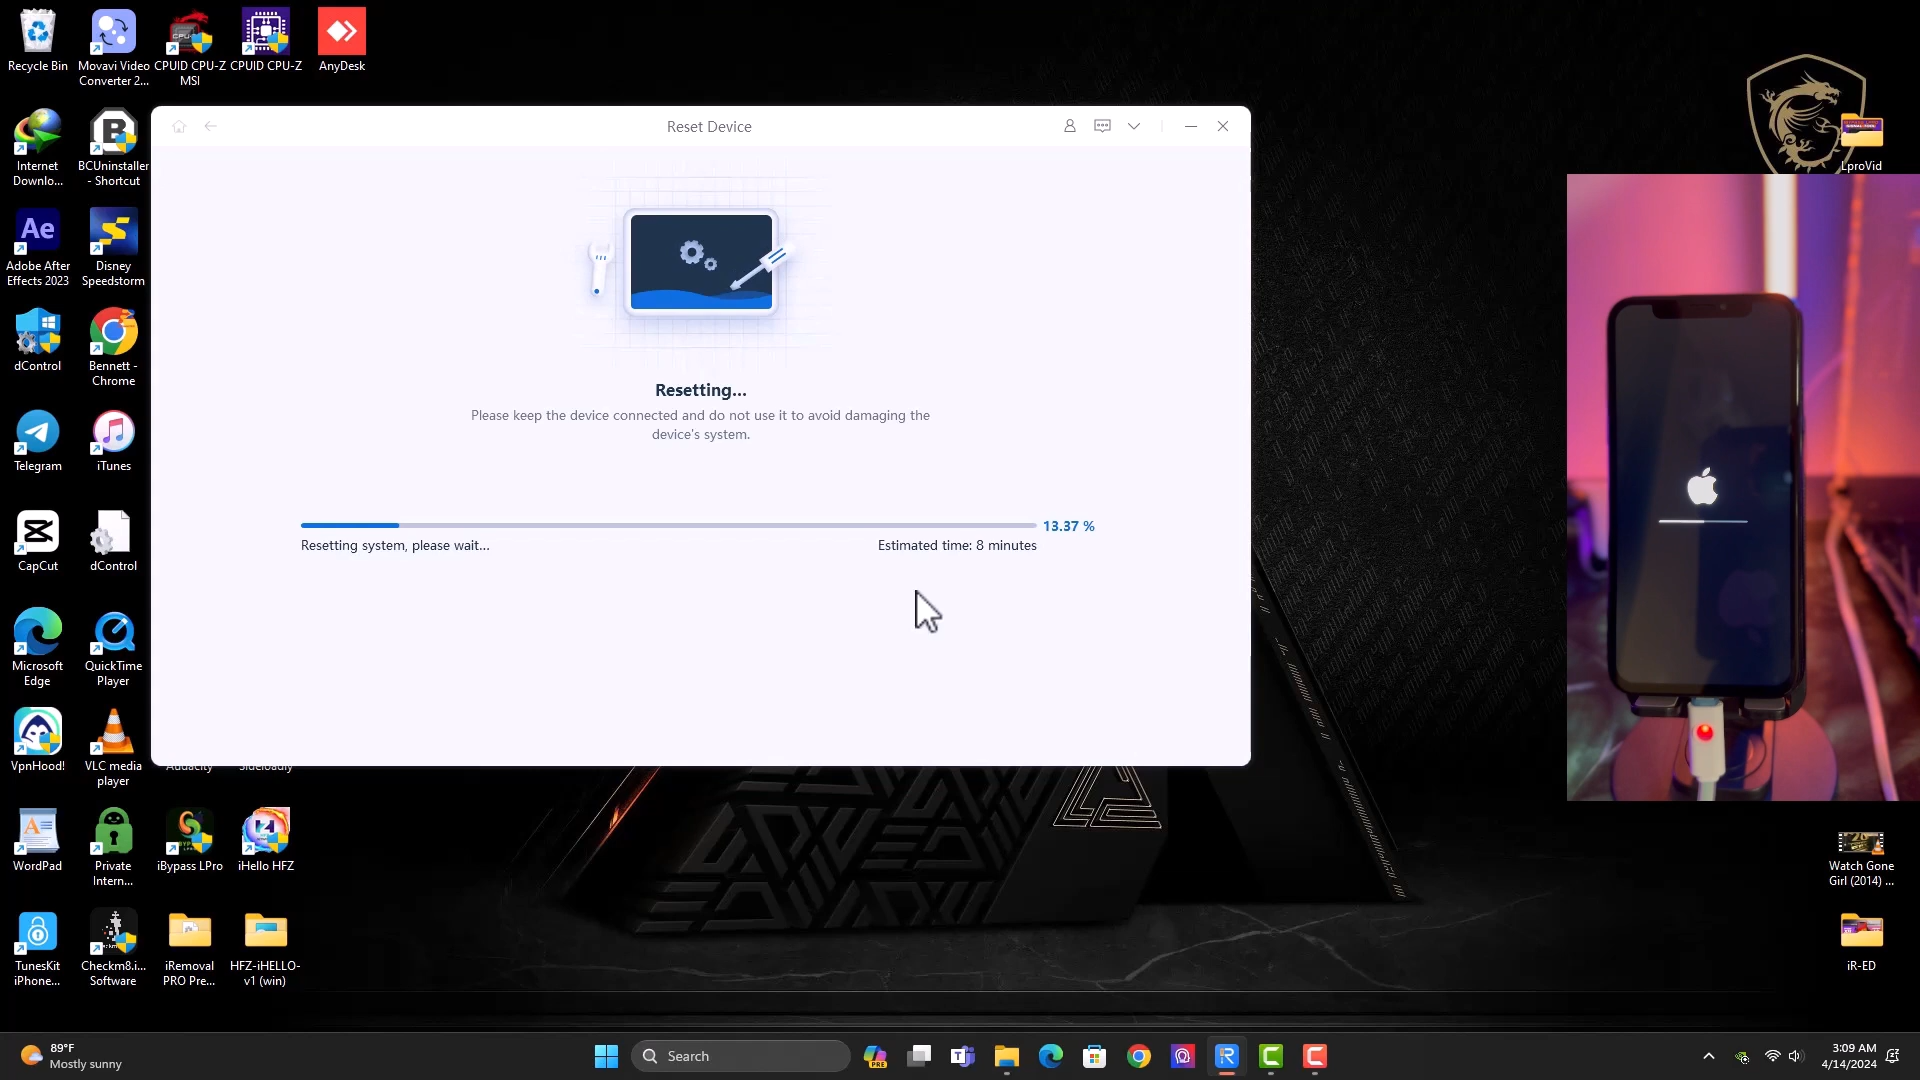 Recycle Bin
Movavi Video
Converter 2...
CPUID CPU-Z
MSI
CPUID CPU-Z
AnyDesk
Internet
Downlo...
BCUninstaller
- Shortcut
Ae
Adobe After
Effects 2023
Disney
Speedstorm
dControl
Bennett -
Chrome
Telegram
iTunes
CapCut
dControl
Microsoft
Edge
QuickTime
Player
VpnHood!
VLC media
player
Audacity
Sideloadly
WordPad
Private
Intern...
iBypass LPro
iHello HFZ
TunesKit
iPhone...
Checkm8.i...
Software
iRemoval
PRO Pre...
HFZ-iHELLO-
v1 (win)
Reset Device
Resetting...
Please keep the device connected and do not use it to avoid damaging the
device's system.
13.37 %
Resetting system, please wait...
Estimated time: 8 minutes
LproVid
Watch Gone
Girl (2014) ...
iR-ED
89°F
Mostly sunny
Search
PRE
3:09 AM
4/14/2024